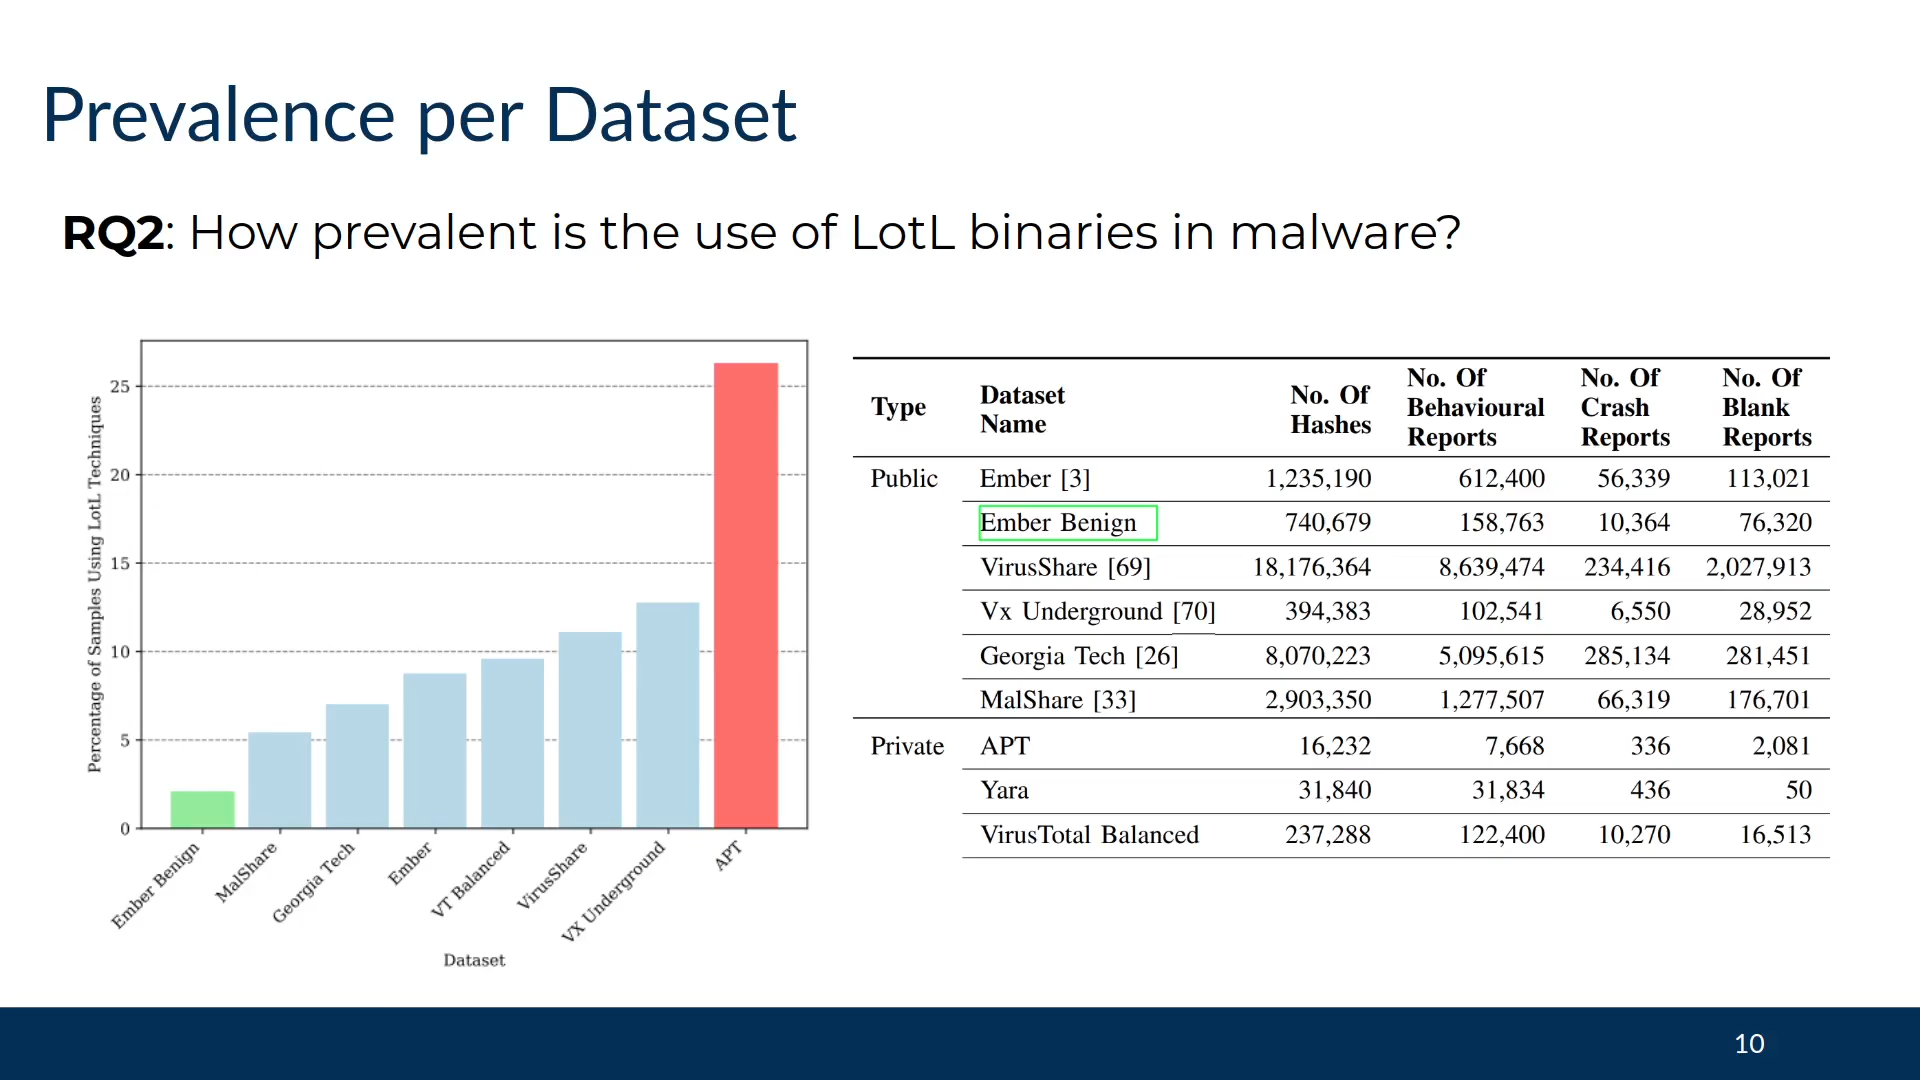 Prevalence per Dataset
RQ2: How prevalent is the use of LotL binaries in malware?
Percentage of Samples Using LotL Techniques
25
20
15
10
5
0
Ember Benign
MalShare
Georgia Tech
Ember
VT Balanced
VirusShare
VX Underground
APT
Dataset
Type Dataset Name No. Of Hashes No. Of Behavioural Reports No. Of Crash Reports No. Of Blank Reports
Public Ember [3] 1,235,190 612,400 56,339 113,021
Ember Benign 740,679 158,763 10,364 76,320
VirusShare [69] 18,176,364 8,639,474 234,416 2,027,913
Vx Underground [70] 394,383 102,541 6,550 28,952
Georgia Tech [26] 8,070,223 5,095,615 285,134 281,451
MalShare [33] 2,903,350 1,277,507 66,319 176,701
Private APT 16,232 7,668 336 2,081
Yara 31,840 31,834 436 50
VirusTotal Balanced 237,288 122,400 10,270 16,513
10